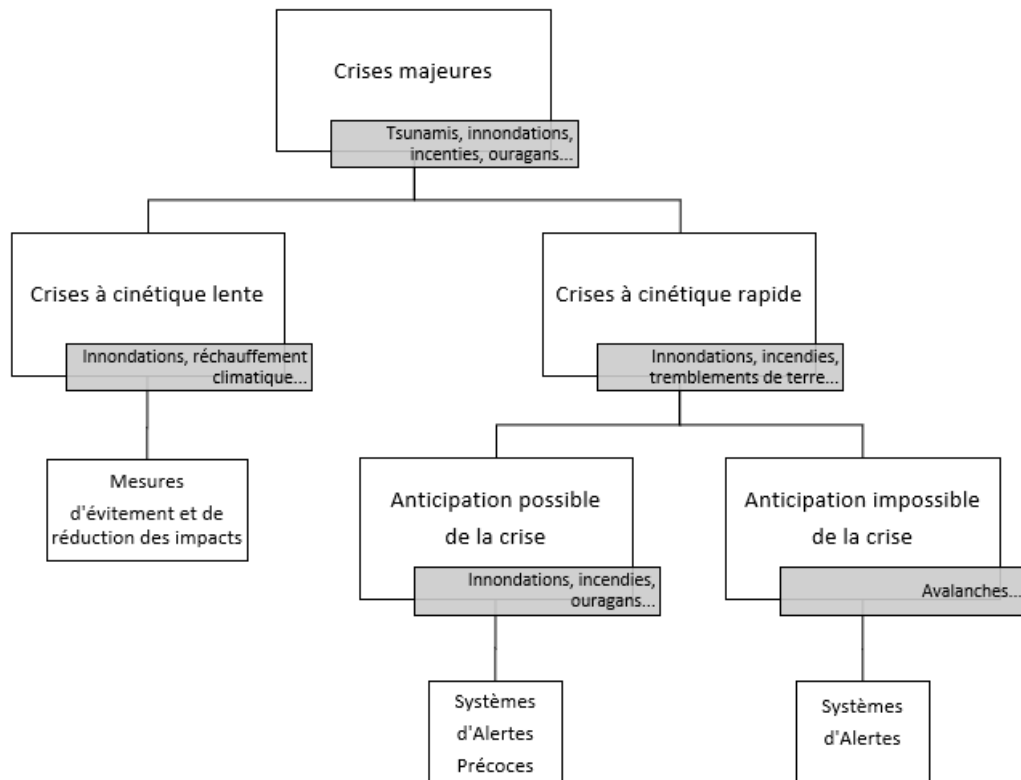 Crises majeures
Tsunamis, innondations,
incenties, ouragans...
Crises à cinétique lente
Innondations, réchauffement
climatique...
Crises à cinétique rapide
Innondations, incendies,
tremblements de terre...
Mesures
d'évitement et de
réduction des impacts
Anticipation possible
de la crise
Innondations, incendies,
ouragans...
Anticipation impossible
de la crise
Avalanches...
Systèmes
d'Alertes
Précoces
Systèmes
d'Alertes